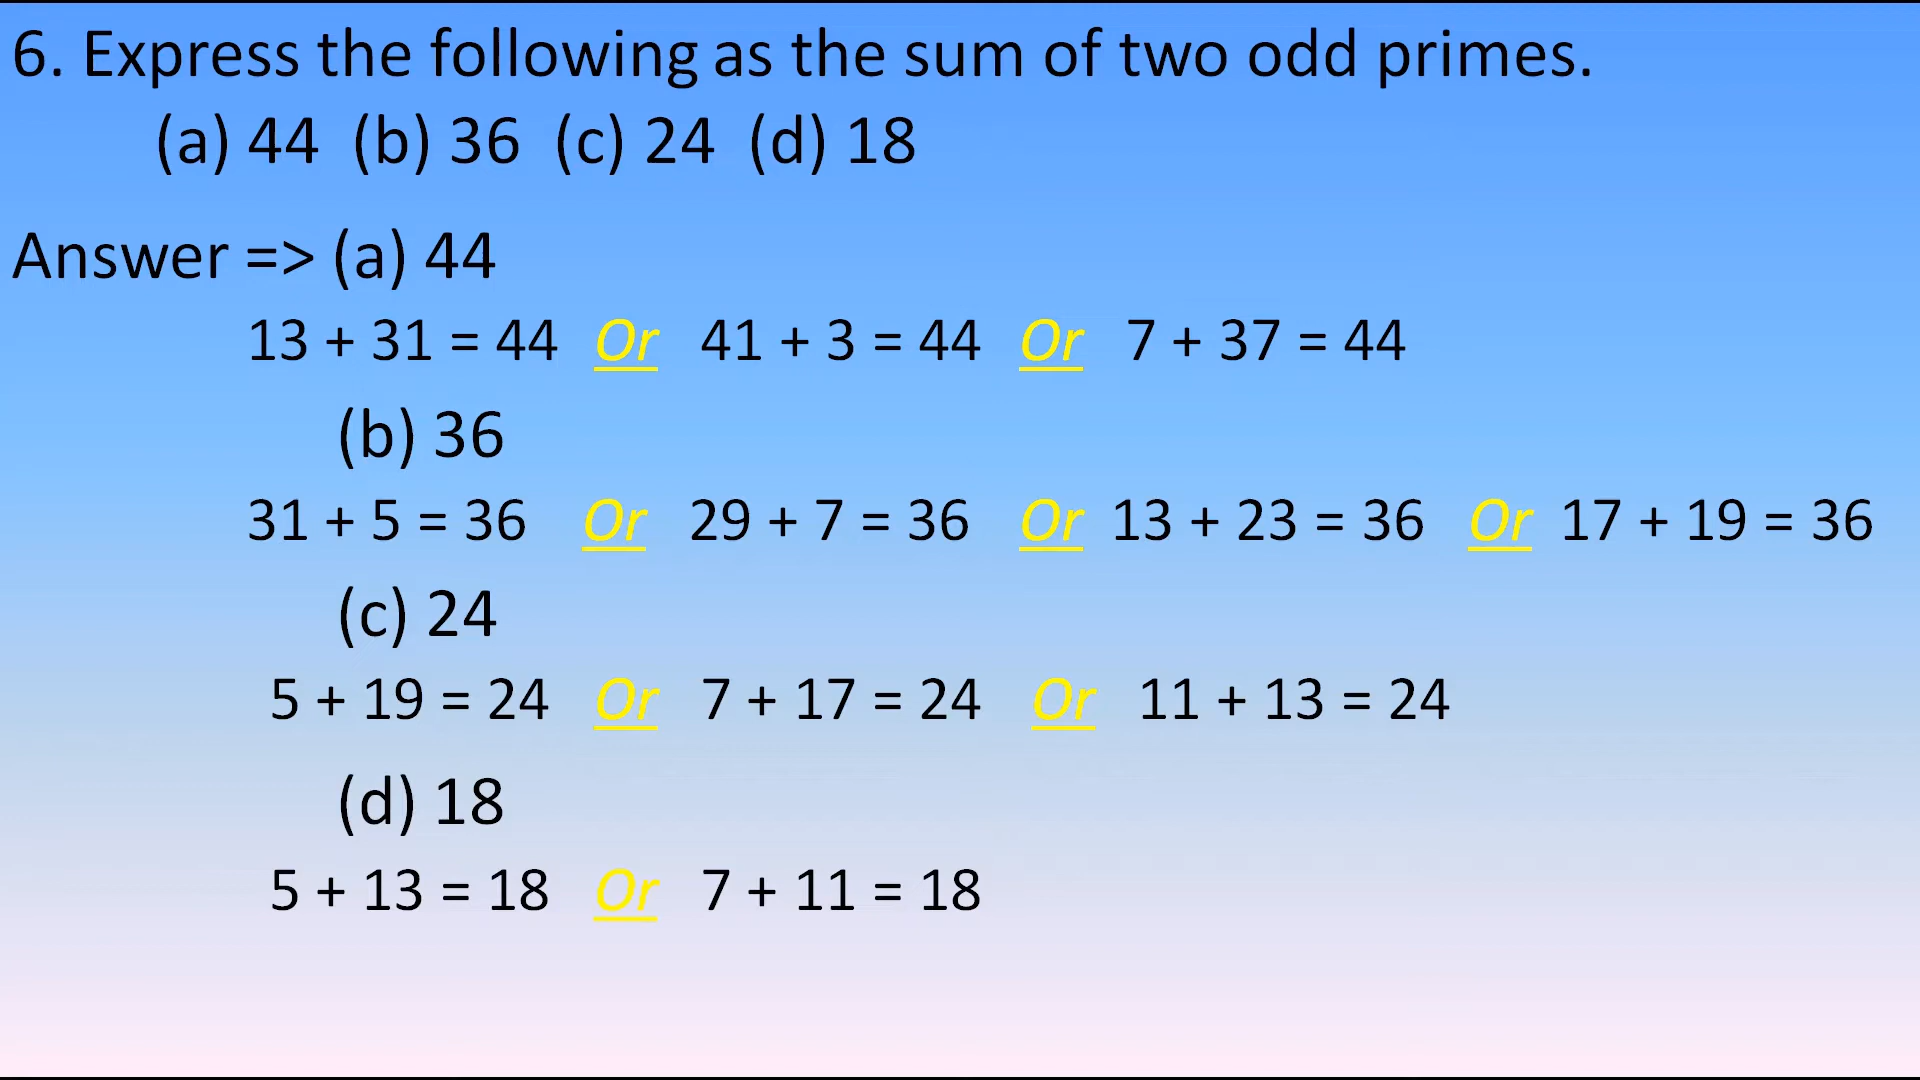 6. Express the following as the sum of two odd primes.
(a) 44 (b) 36 (c) 24 (d) 18
Answer => (a) 44
13 + 31 = 44 Or 41 + 3 = 44 Or 7 + 37 = 44
(b) 36
31 + 5 = 36 Or 29 + 7 = 36 Or 13 + 23 = 36 Or 17 + 19 = 36
(c) 24
5 + 19 = 24 Or 7 + 17 = 24 Or 11 + 13 = 24
(d) 18
5 + 13 = 18 Or 7 + 11 = 18